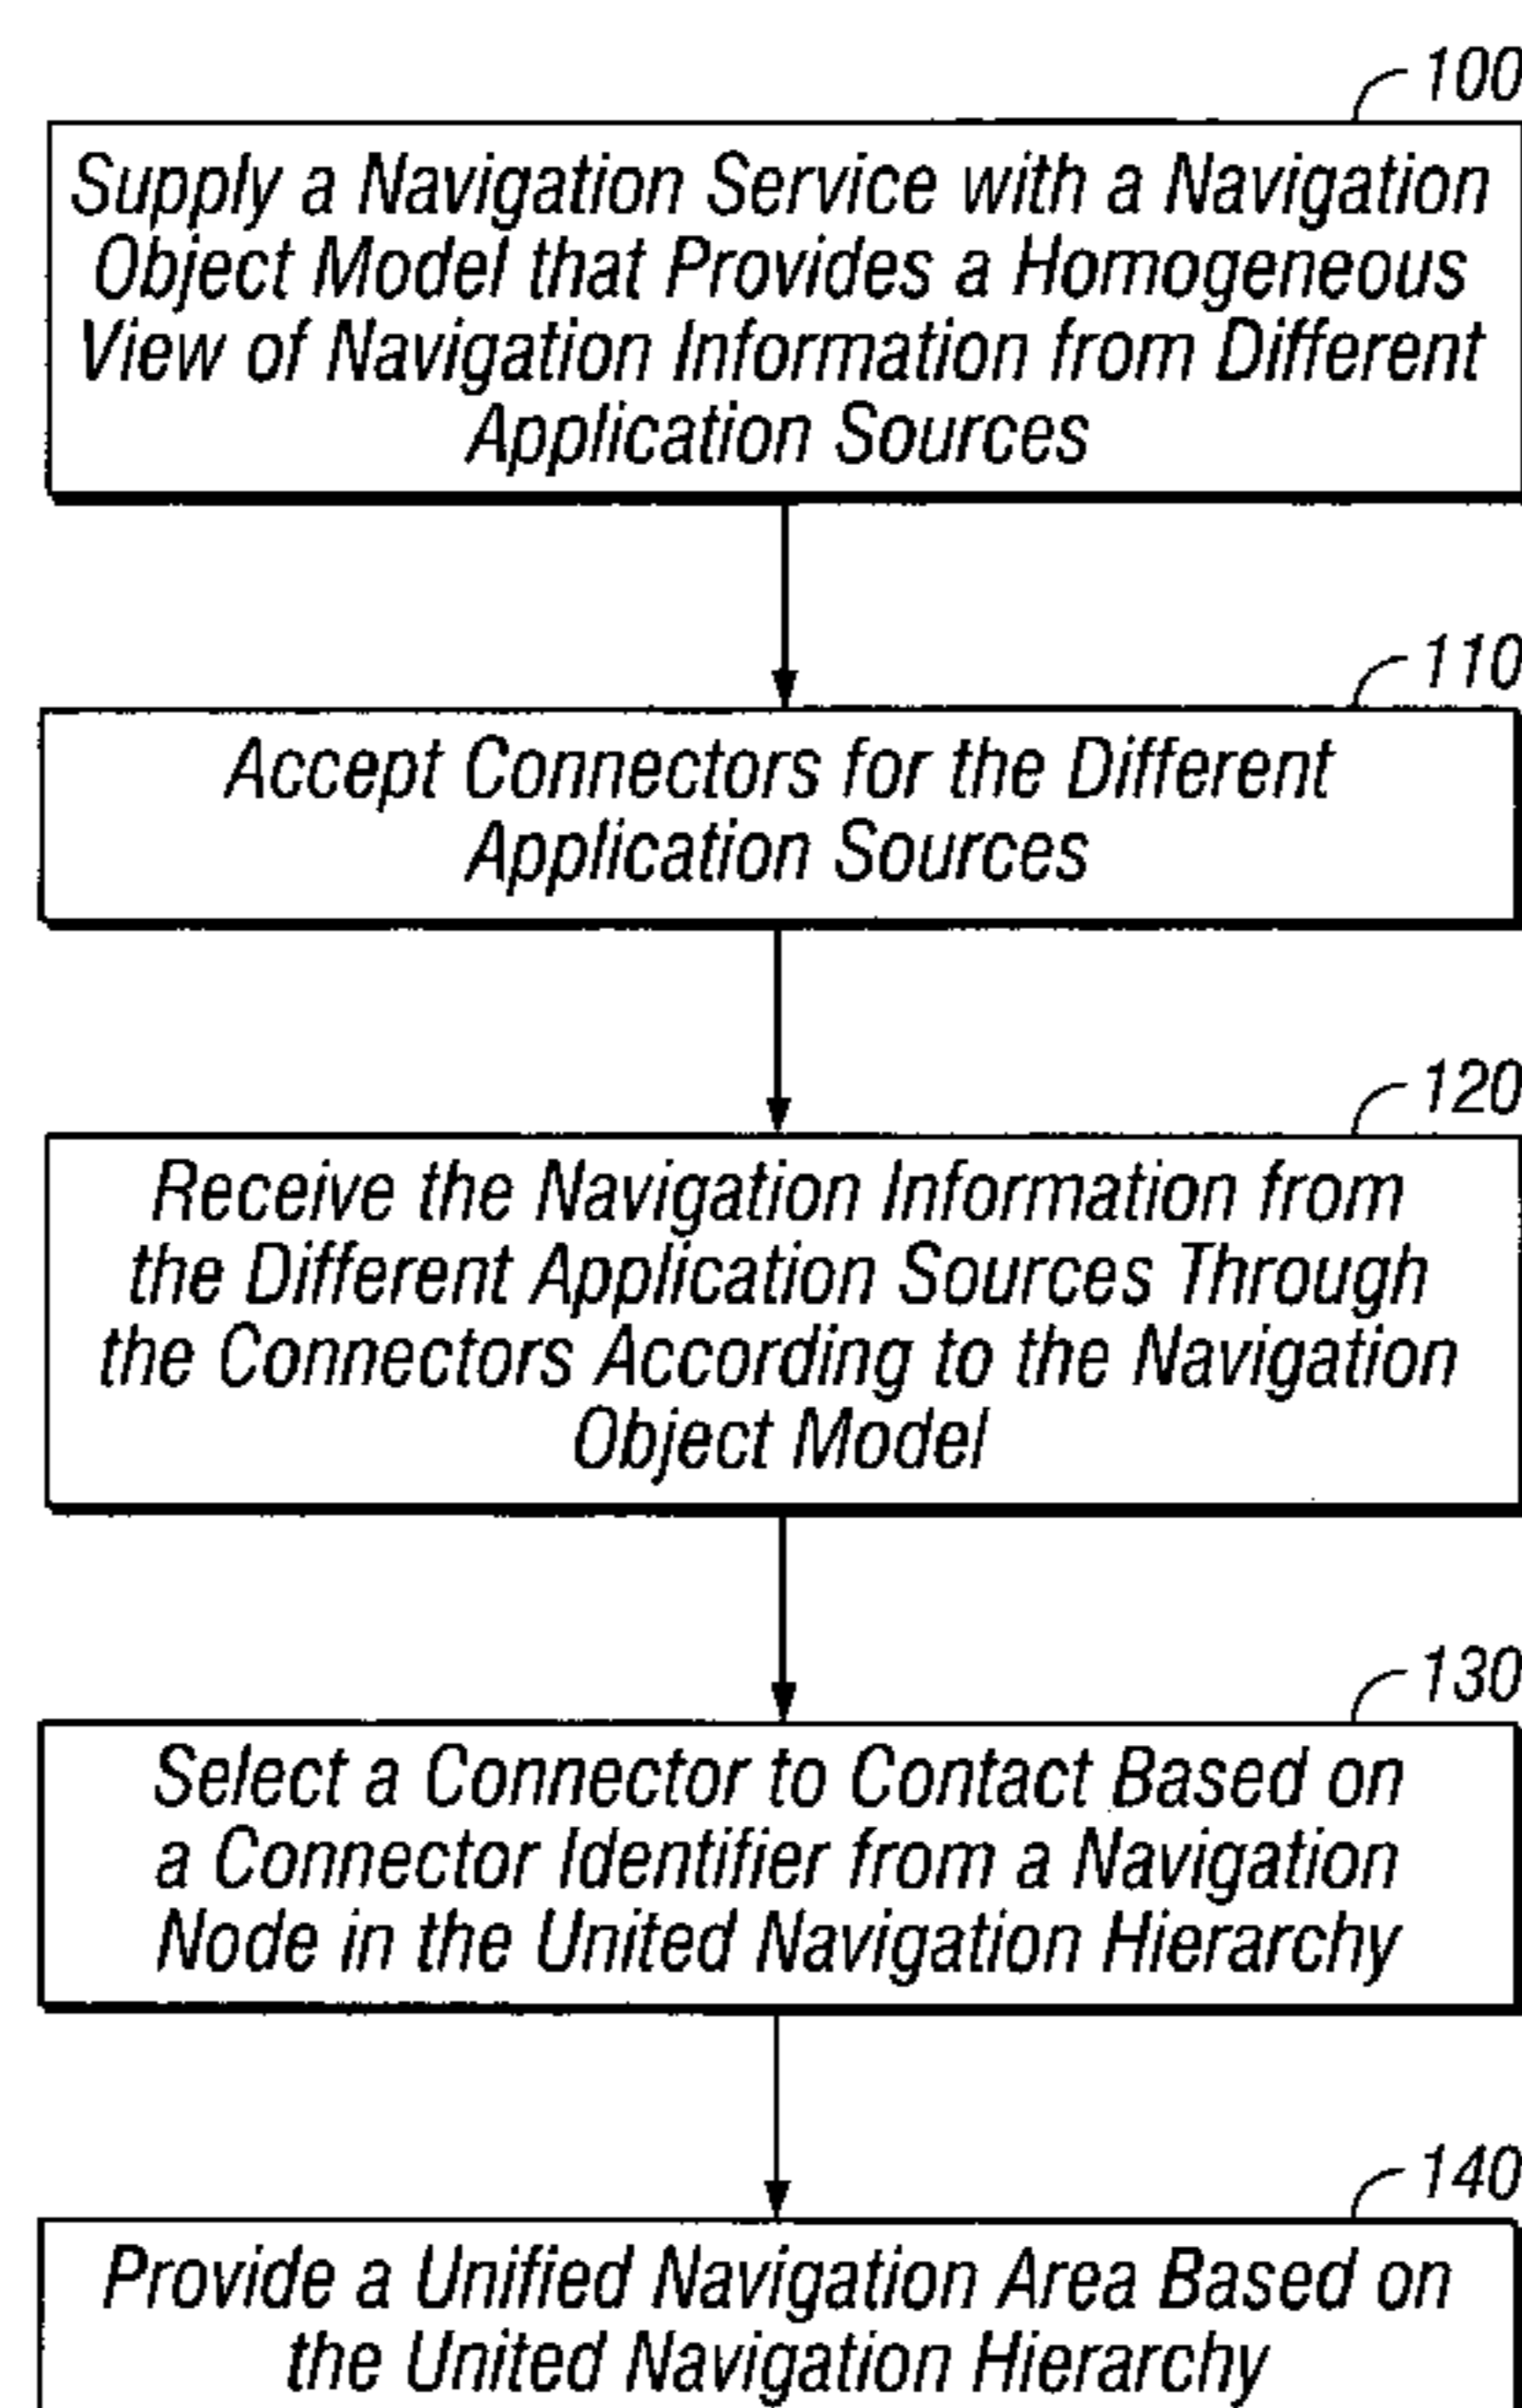 100
Supply a Navigation Service with a Navigation
Object Model that Provides a Homogeneous
View of Navigation Information from Different
Application Sources
110
Accept Connectors for the Different
Application Sources
120
Receive the Navigation Information from
the Different Application Sources Through
the Connectors According to the Navigation
Object Model
130
Select a Connector to Contact Based on
a Connector Identifier from a Navigation
Node in the United Navigation Hierarchy
140
Provide a Unified Navigation Area Based on
the United Navigation Hierarchy